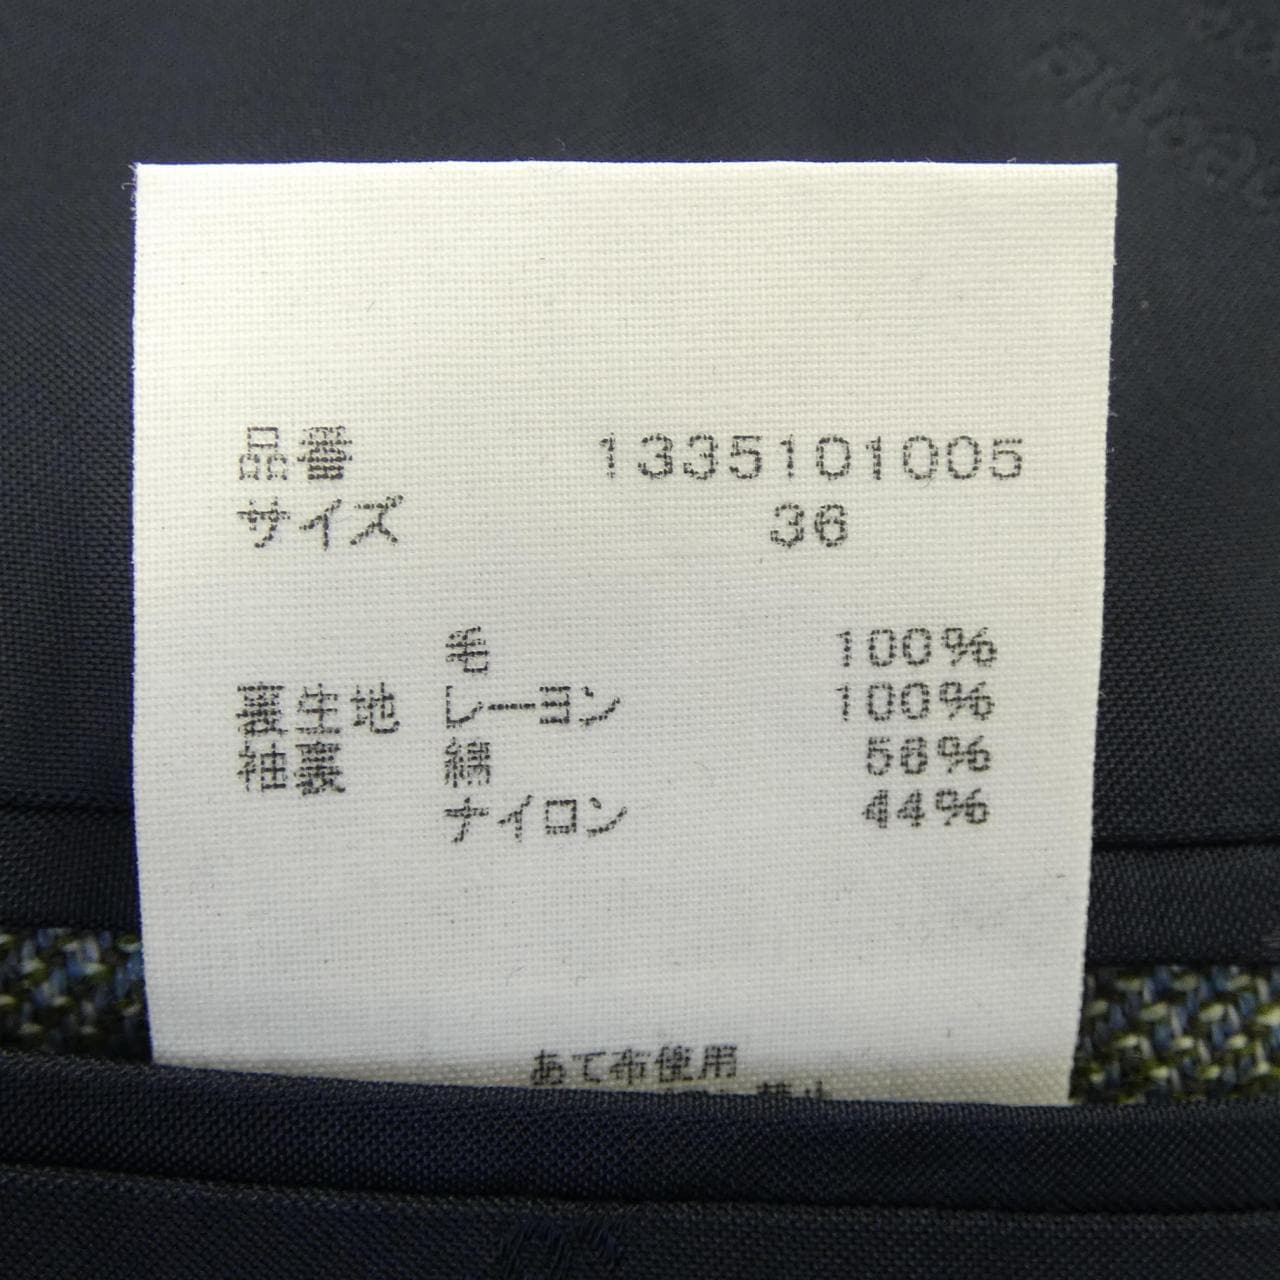 品番 1335101005
サイズ 36
毛 100%
裏生地 レーヨン 100%
袖裏 綿 56%
ナイロン 44%
あて布使用